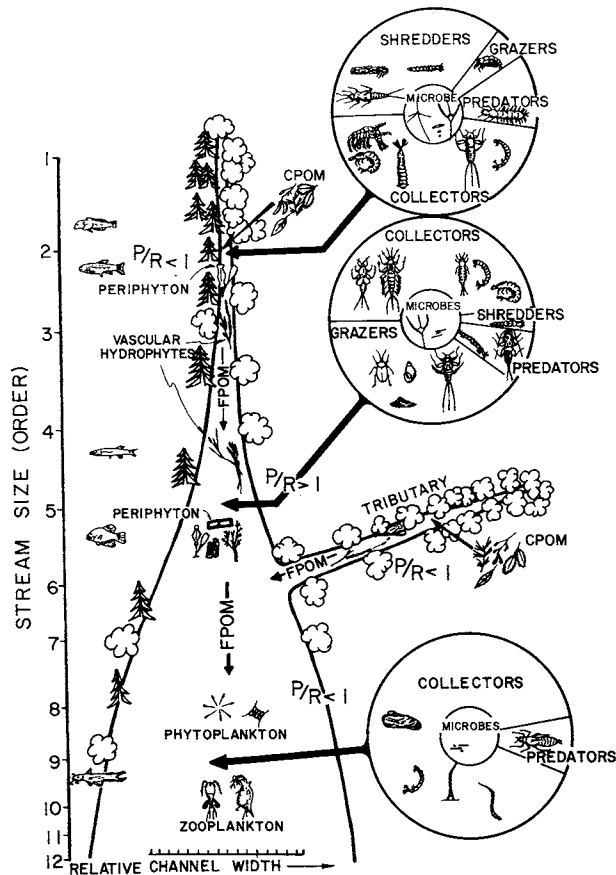 SHREDDERS
GRAZERS
MICROBE
PREDATORS
COLLECTORS
1
CPOM
P/R < 1
2
PERIPHYTON
COLLECTORS
MICROBES
SHREDDERS
GRAZERS
PREDATORS
3
VASCULAR
HYDROPHYTES
FPOM
4
STREAM SIZE (ORDER)
P/R > 1
5
PERIPHYTON
TRIBUTARY
CPOM
FPOM
P/R < 1
6
FPOM
7
P/R < 1
COLLECTORS
MICROBES
PREDATORS
8
PHYTOPLANKTON
9
10
ZOOPLANKTON
11
12
RELATIVE CHANNEL WIDTH